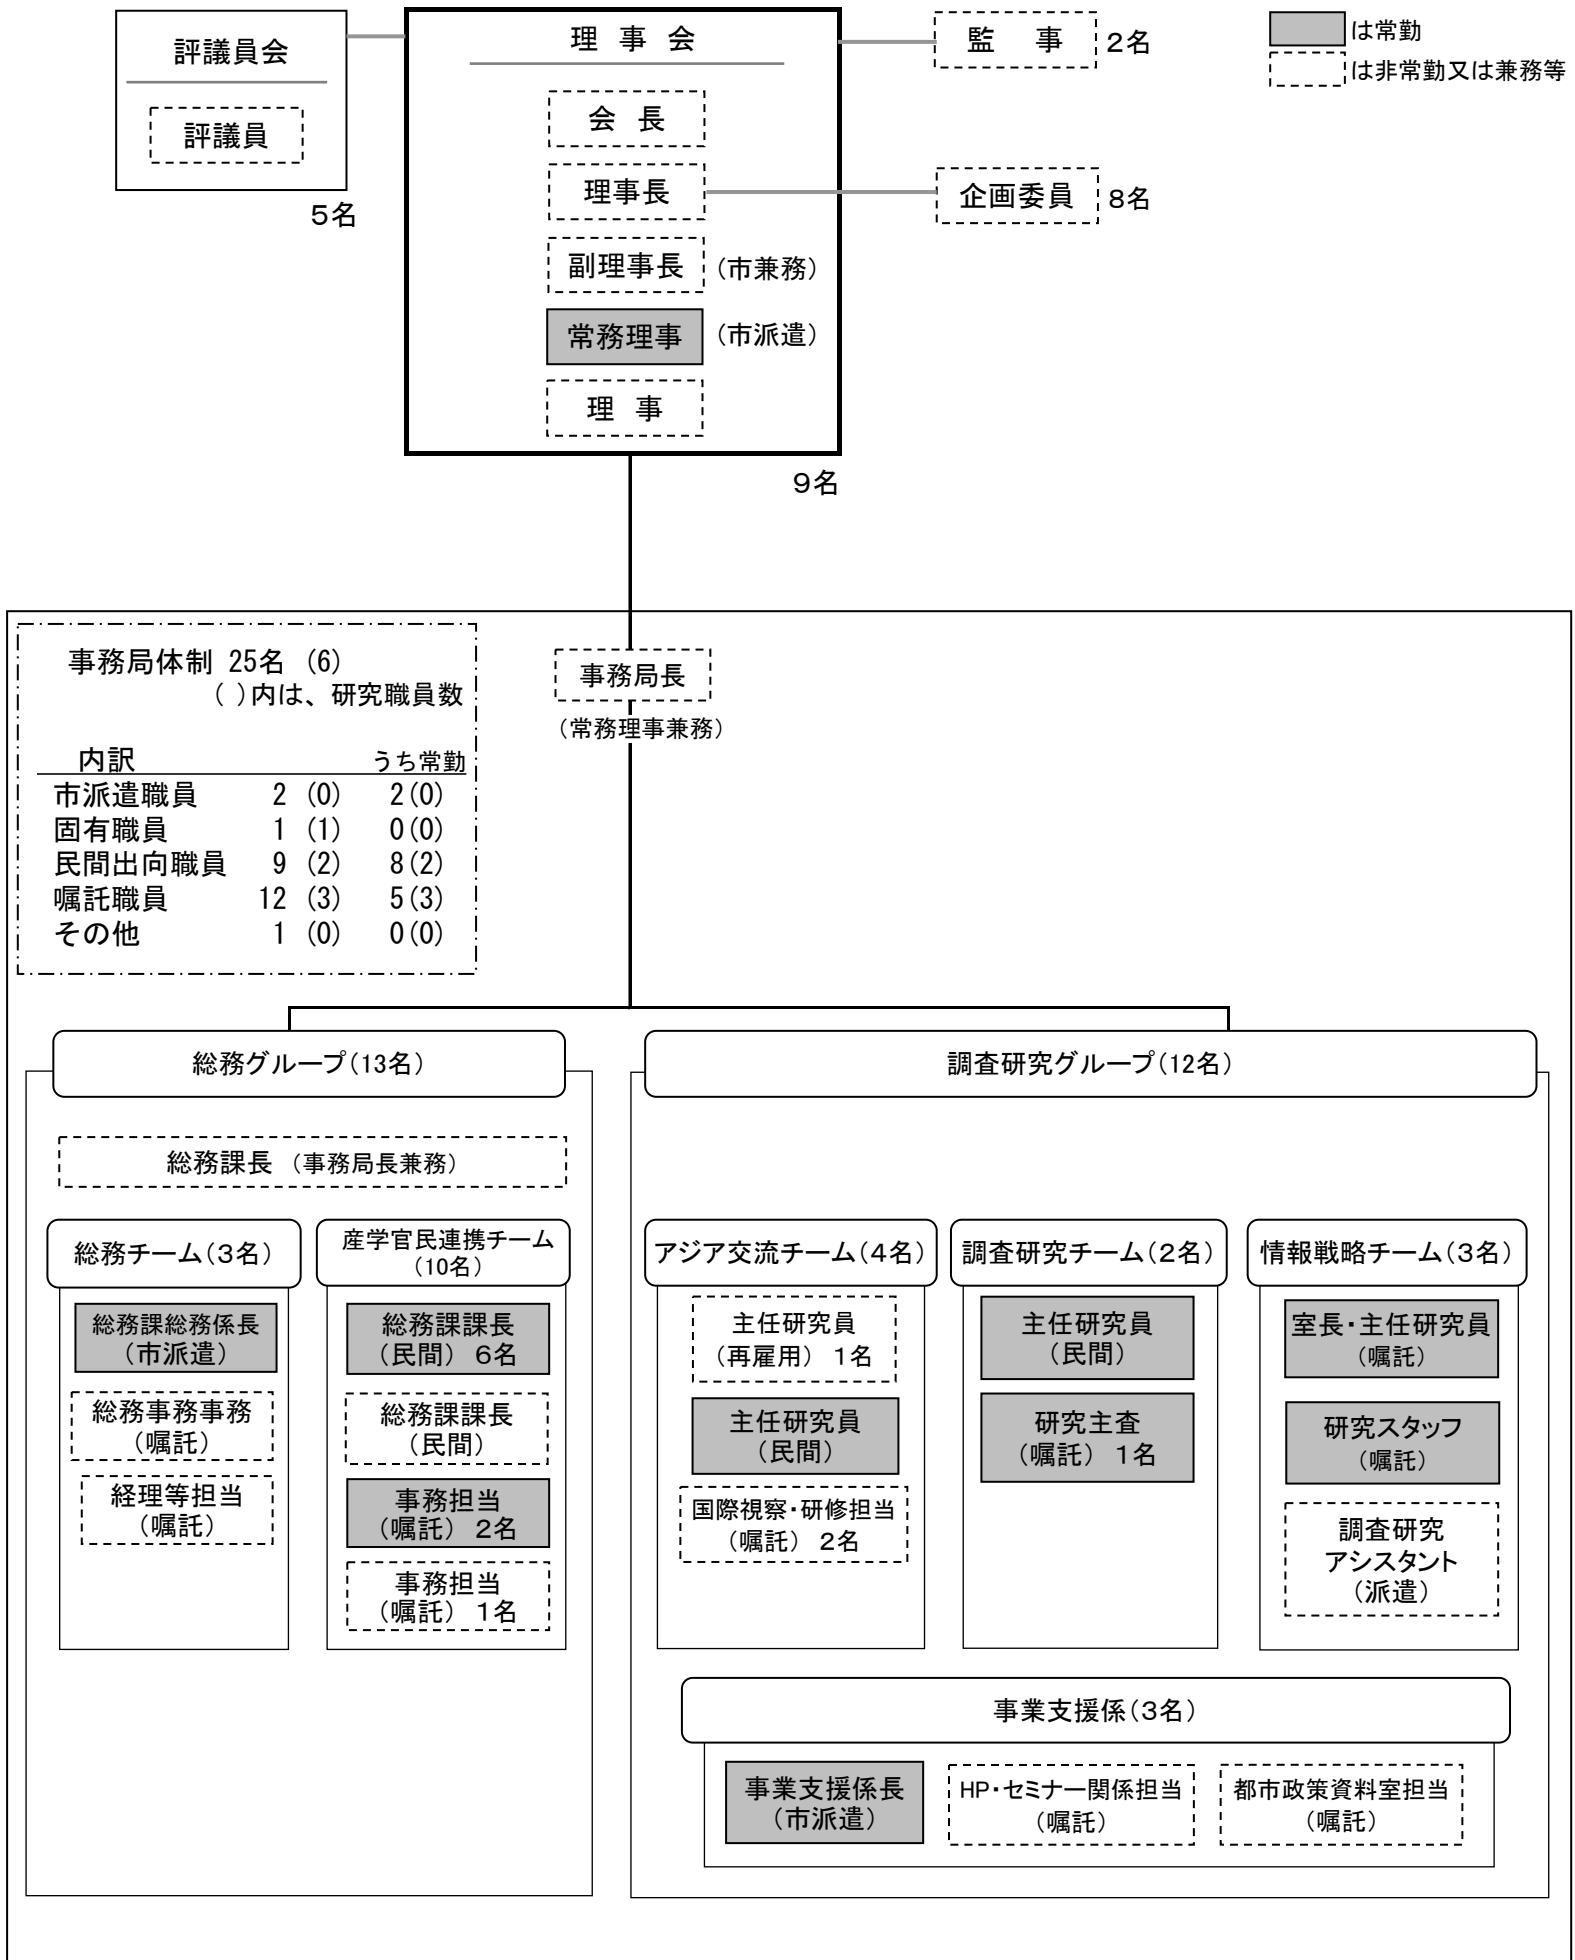 評議員会
評議員
5名
理 事 会
会 長
理事長
副理事長 (市兼務)
常務理事 (市派遣)
理 事
9名
監 事 2名
企画委員 8名
は常勤
は非常勤又は兼務等
事務局体制 25名 (6)
( )内は、研究職員数
内訳 うち常勤
市派遣職員 2 (0) 2(0)
固有職員 1 (1) 0(0)
民間出向職員 9 (2) 8(2)
嘱託職員 12 (3) 5(3)
その他 1 (0) 0(0)
事務局長
(常務理事兼務)
総務グループ(13名)
総務課長 (事務局長兼務)
総務チーム(3名)
総務課総務係長
(市派遣)
総務事務事務
(嘱託)
経理等担当
(嘱託)
産学官民連携チーム
(10名)
総務課課長
(民間) 6名
総務課課長
(民間)
事務担当
(嘱託) 2名
事務担当
(嘱託) 1名
調査研究グループ(12名)
アジア交流チーム(4名)
主任研究員
(再雇用) 1名
主任研究員
(民間)
国際視察・研修担当
(嘱託) 2名
調査研究チーム(2名)
主任研究員
(民間)
研究主査
(嘱託) 1名
情報戦略チーム(3名)
室長・主任研究員
(嘱託)
研究スタッフ
(嘱託)
調査研究
アシスタント
(派遣)
事業支援係(3名)
事業支援係長
(市派遣)
HP・セミナー関係担当
(嘱託)
都市政策資料室担当
(嘱託)